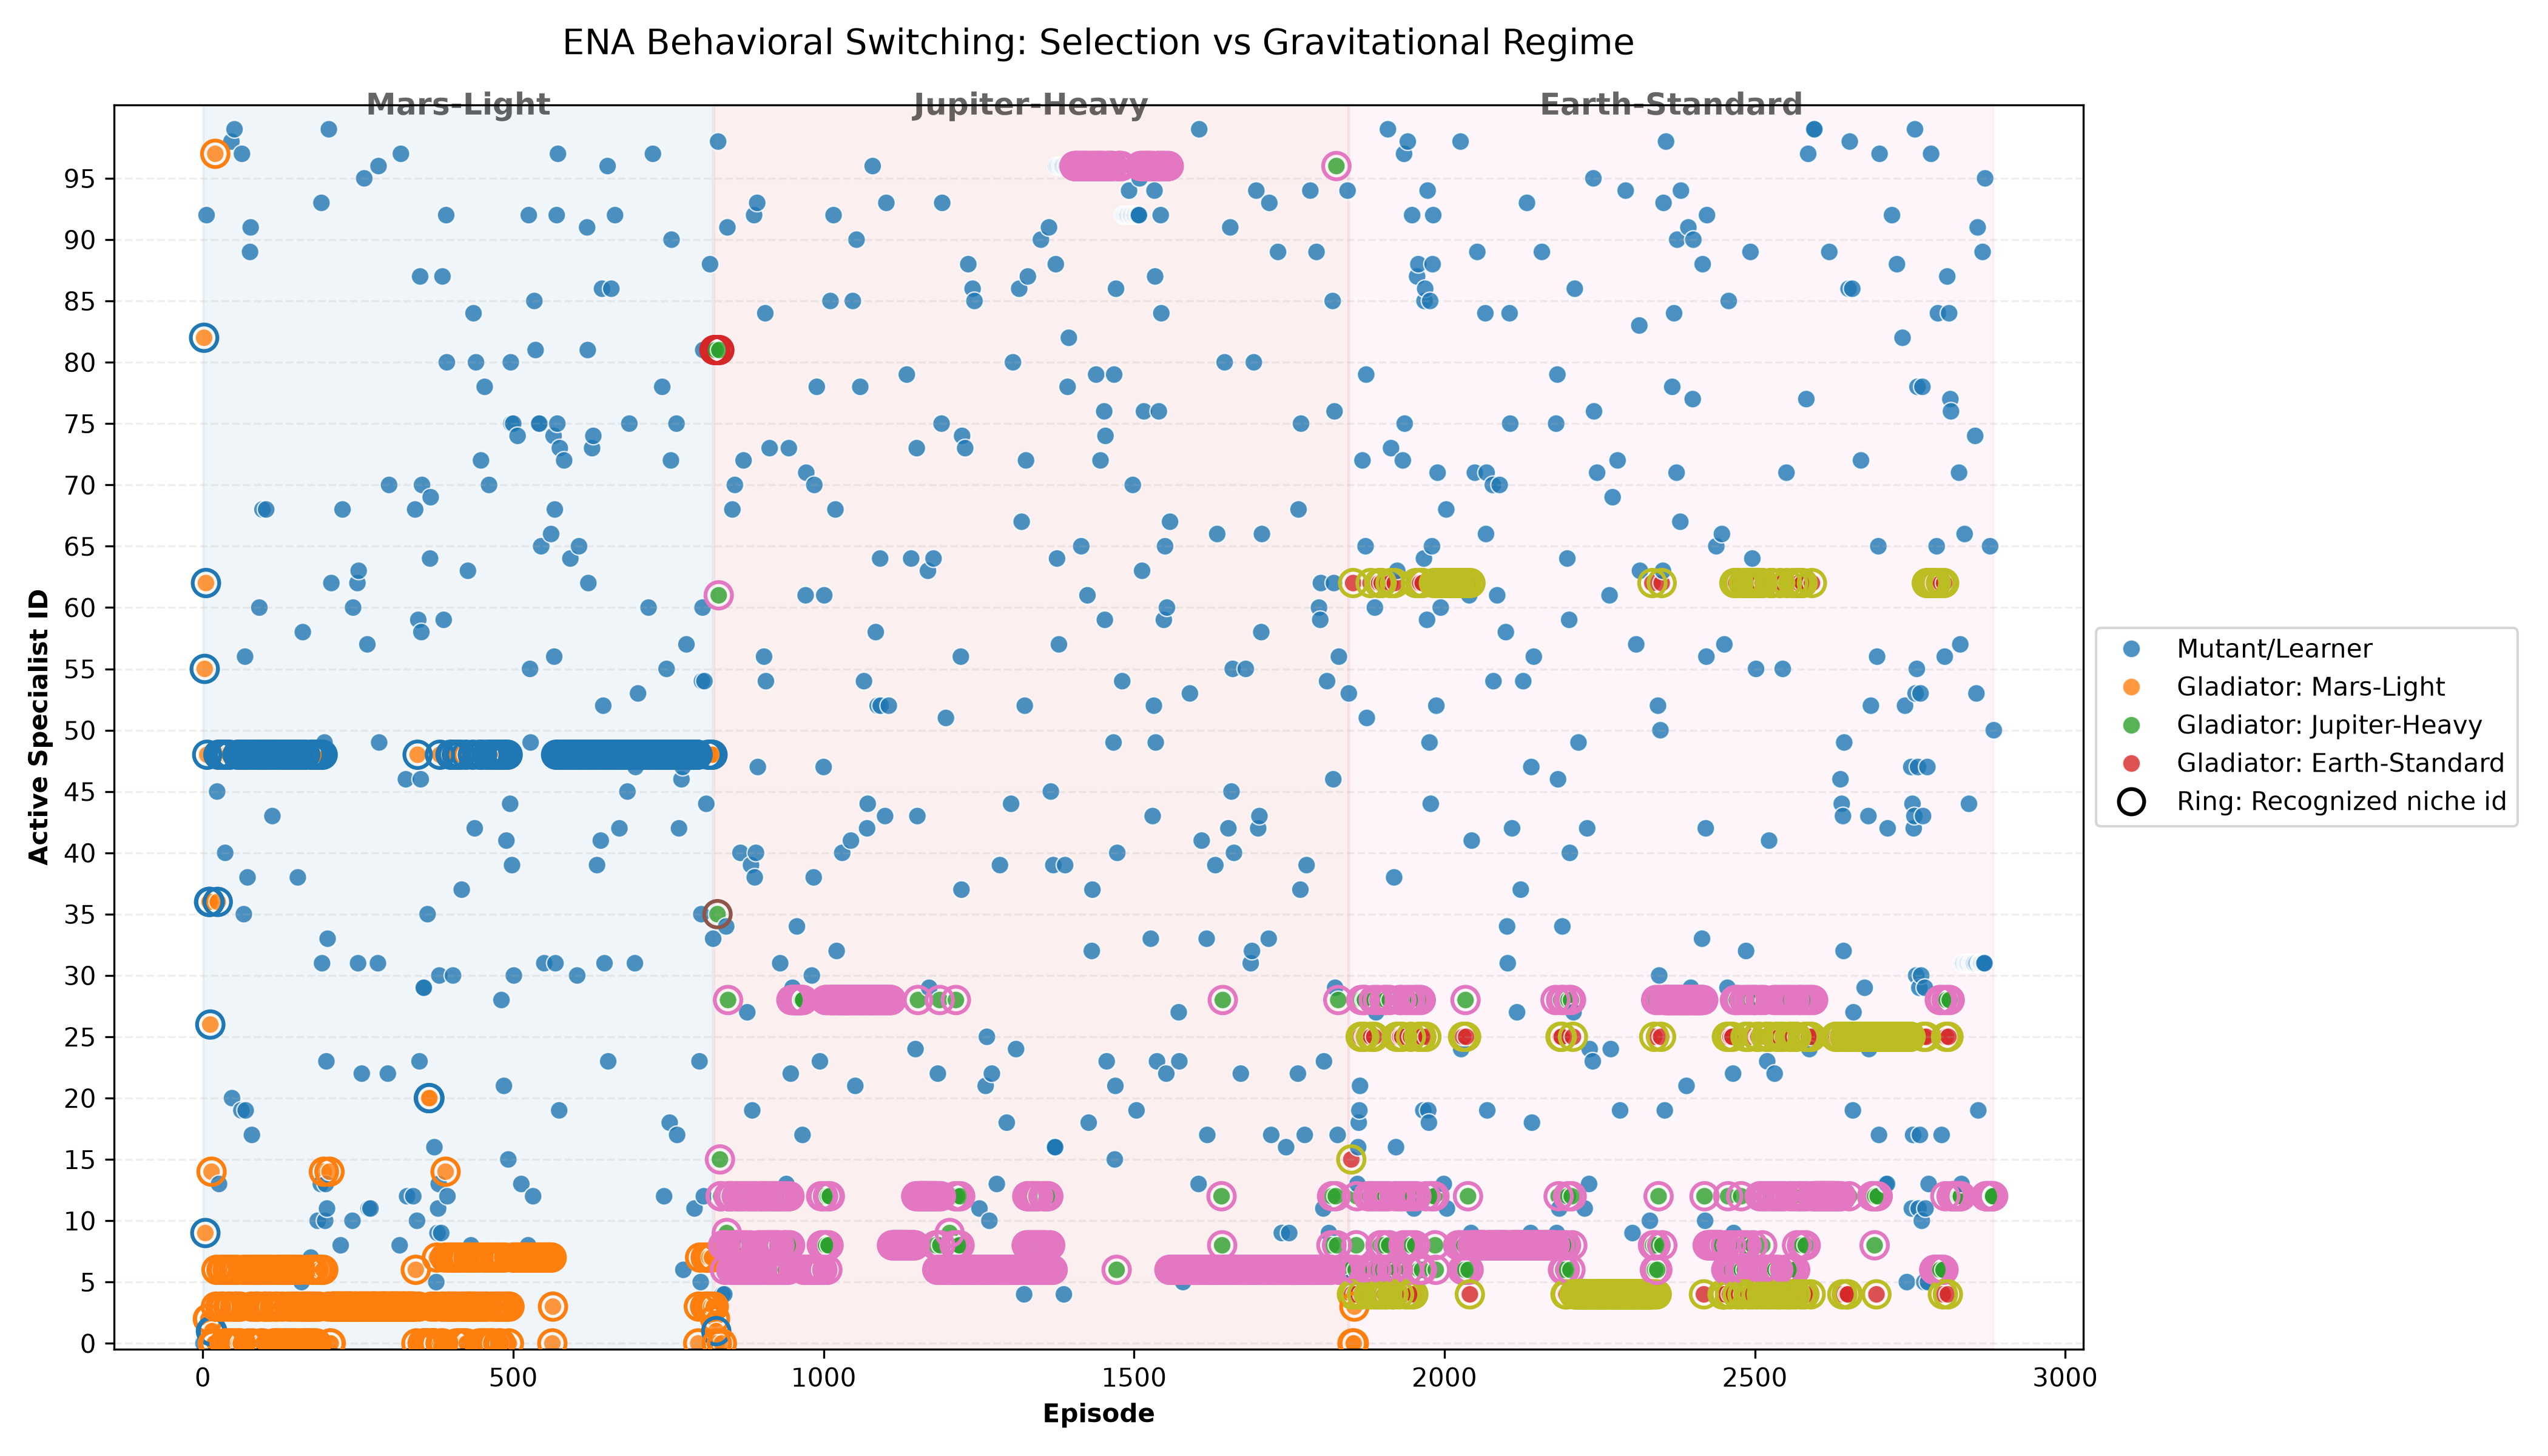 ENA Behavioral Switching: Selection vs Gravitational Regime
Mars-Light
Jupiter-Heavy
Earth-Standard
95
90
85
80
75
70
65
60
55
50
45
40
35
30
25
20
15
10
5
0
Active Specialist ID
0
500
1000
1500
2000
2500
3000
Episode
Mutant/Learner
Gladiator: Mars-Light
Gladiator: Jupiter-Heavy
Gladiator: Earth-Standard
Ring: Recognized niche id